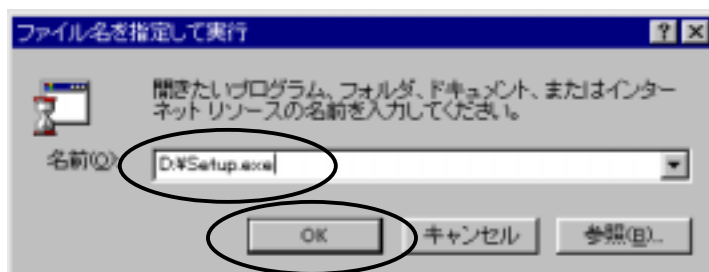 ファイル名を指定して実行
開きたいプログラム、フォルダ、ドキュメント、またはインター
ネット リソースの名前を入力してください。
名前(O):
D:¥Setup.exe
OK
キャンセル
参照(B)...